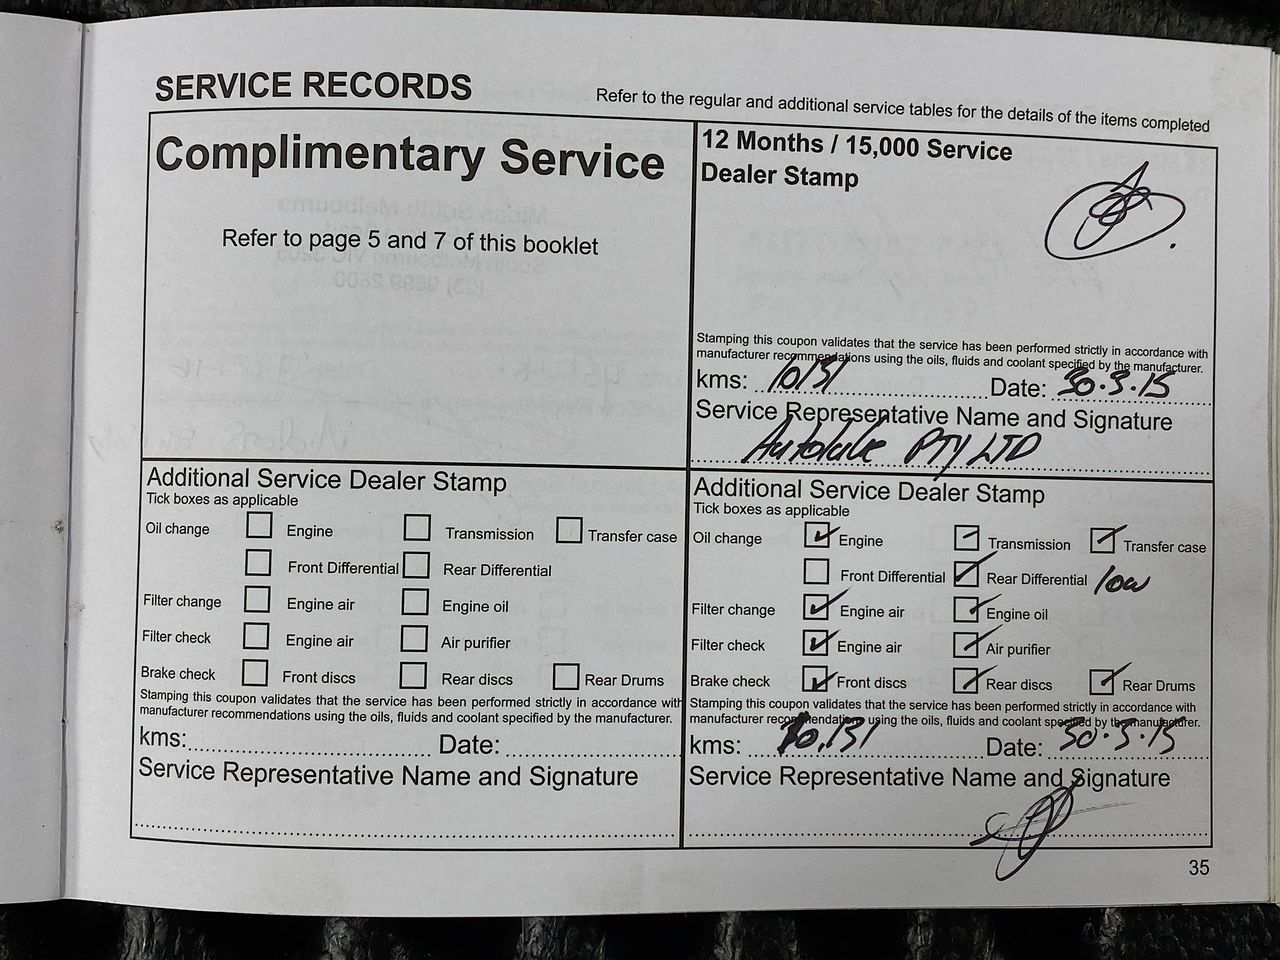 SERVICE RECORDS
Refer to the regular and additional service tables for the details of the items completed
Complimentary Service
Refer to page 5 and 7 of this booklet
12 Months / 15,000 Service
Dealer Stamp
Stamping this coupon validates that the service has been performed strictly in accordance with
manufacturer recommendations using the oils, fluids and coolant specified by the manufacturer.
kms: 10131 Date: 30.3.15
Service Representative Name and Signature
PTY LTD
Additional Service Dealer Stamp
Tick boxes as applicable
Oil change Engine Transmission Transfer case
Front Differential Rear Differential
Filter change Engine air Engine oil
Filter check Engine air Air purifier
Brake check Front discs Rear discs Rear Drums
Stamping this coupon validates that the service has been performed strictly in accordance with
manufacturer recommendations using the oils, fluids and coolant specified by the manufacturer.
kms: Date:
Service Representative Name and Signature
Additional Service Dealer Stamp
Tick boxes as applicable
Oil change Engine Transmission Transfer case
Front Differential Rear Differential low
Filter change Engine air Engine oil
Filter check Engine air Air purifier
Brake check Front discs Rear discs Rear Drums
Stamping this coupon validates that the service has been performed strictly in accordance with
manufacturer recommendations using the oils, fluids and coolant specified by the manufacturer.
kms: 10,131 Date: 30.3.15
Service Representative Name and Signature
35